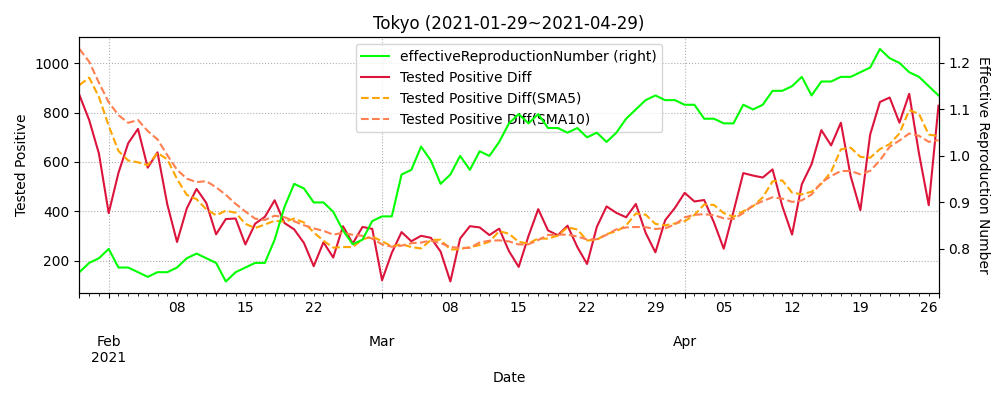 Tokyo (2021-01-29~2021-04-29)
effectiveReproductionNumber (right)
Tested Positive Diff
Tested Positive Diff(SMA5)
Tested Positive Diff(SMA10)
Tested Positive
1000
800
600
400
200
Effective Reproduction Number
1.2
1.1
1.0
0.9
0.8
08 15 22 08 15 22 29 05 12 19 26
Feb Mar Apr
2021
Date